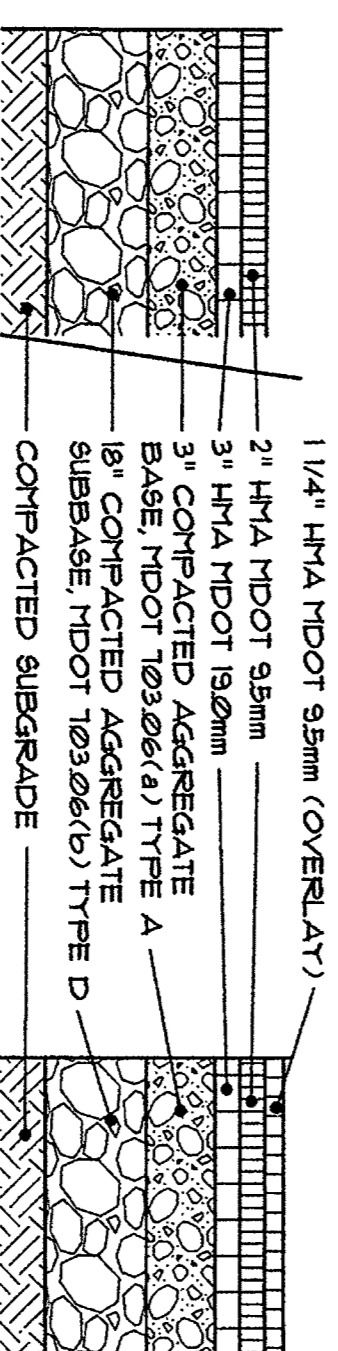 1 1/4" HMA MDOT 9.5mm (OVERLAY)
2" HMA MDOT 9.5mm
3" HMA MDOT 19.0mm
3" COMPACTED AGGREGATE
BASE, MDOT 703.06(a) TYPE A
18" COMPACTED AGGREGATE
SUBBASE, MDOT 703.06(b) TYPE D
COMPACTED SUBGRADE